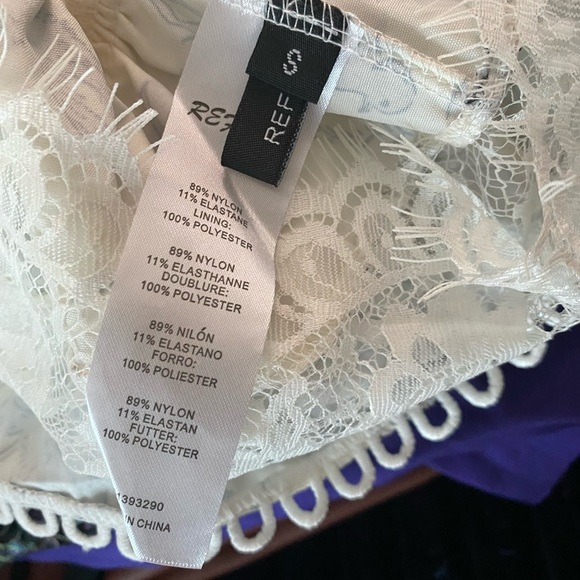 S
REF
REF
89% NYLON
11% ELASTANE
LINING:
100% POLYESTER
89% NYLON
11% ELASTHANNE
DOUBLURE:
100% POLYESTER
89% NILÓN
11% ELASTANO
FORRO:
100% POLYESTER
89% NYLON
11% ELASTAN
FUTTER:
100% POLYESTER
1393290
IN CHINA